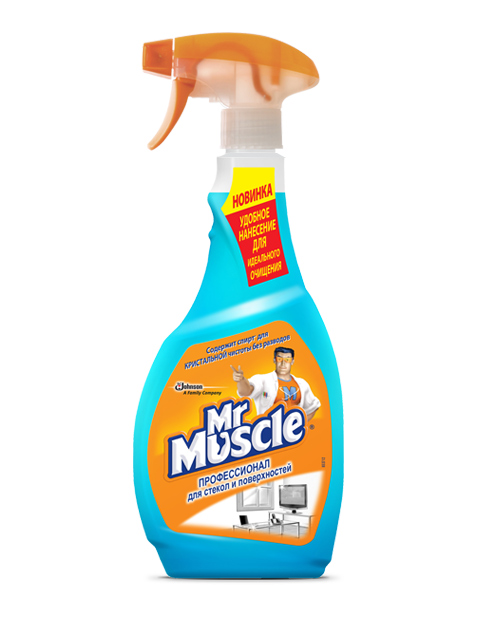 НОВИНКА
УДОБНОЕ
НАНЕСЕНИЕ
ДЛЯ
ИДЕАЛЬНОГО
ОЧИЩЕНИЯ
Содержит спирт для
КРИСТАЛЬНОЙ чистоты без разводов
SC Johnson
A Family Company
Mr
Muscle®
ПРОФЕССИОНАЛ
для стекол и поверхностей